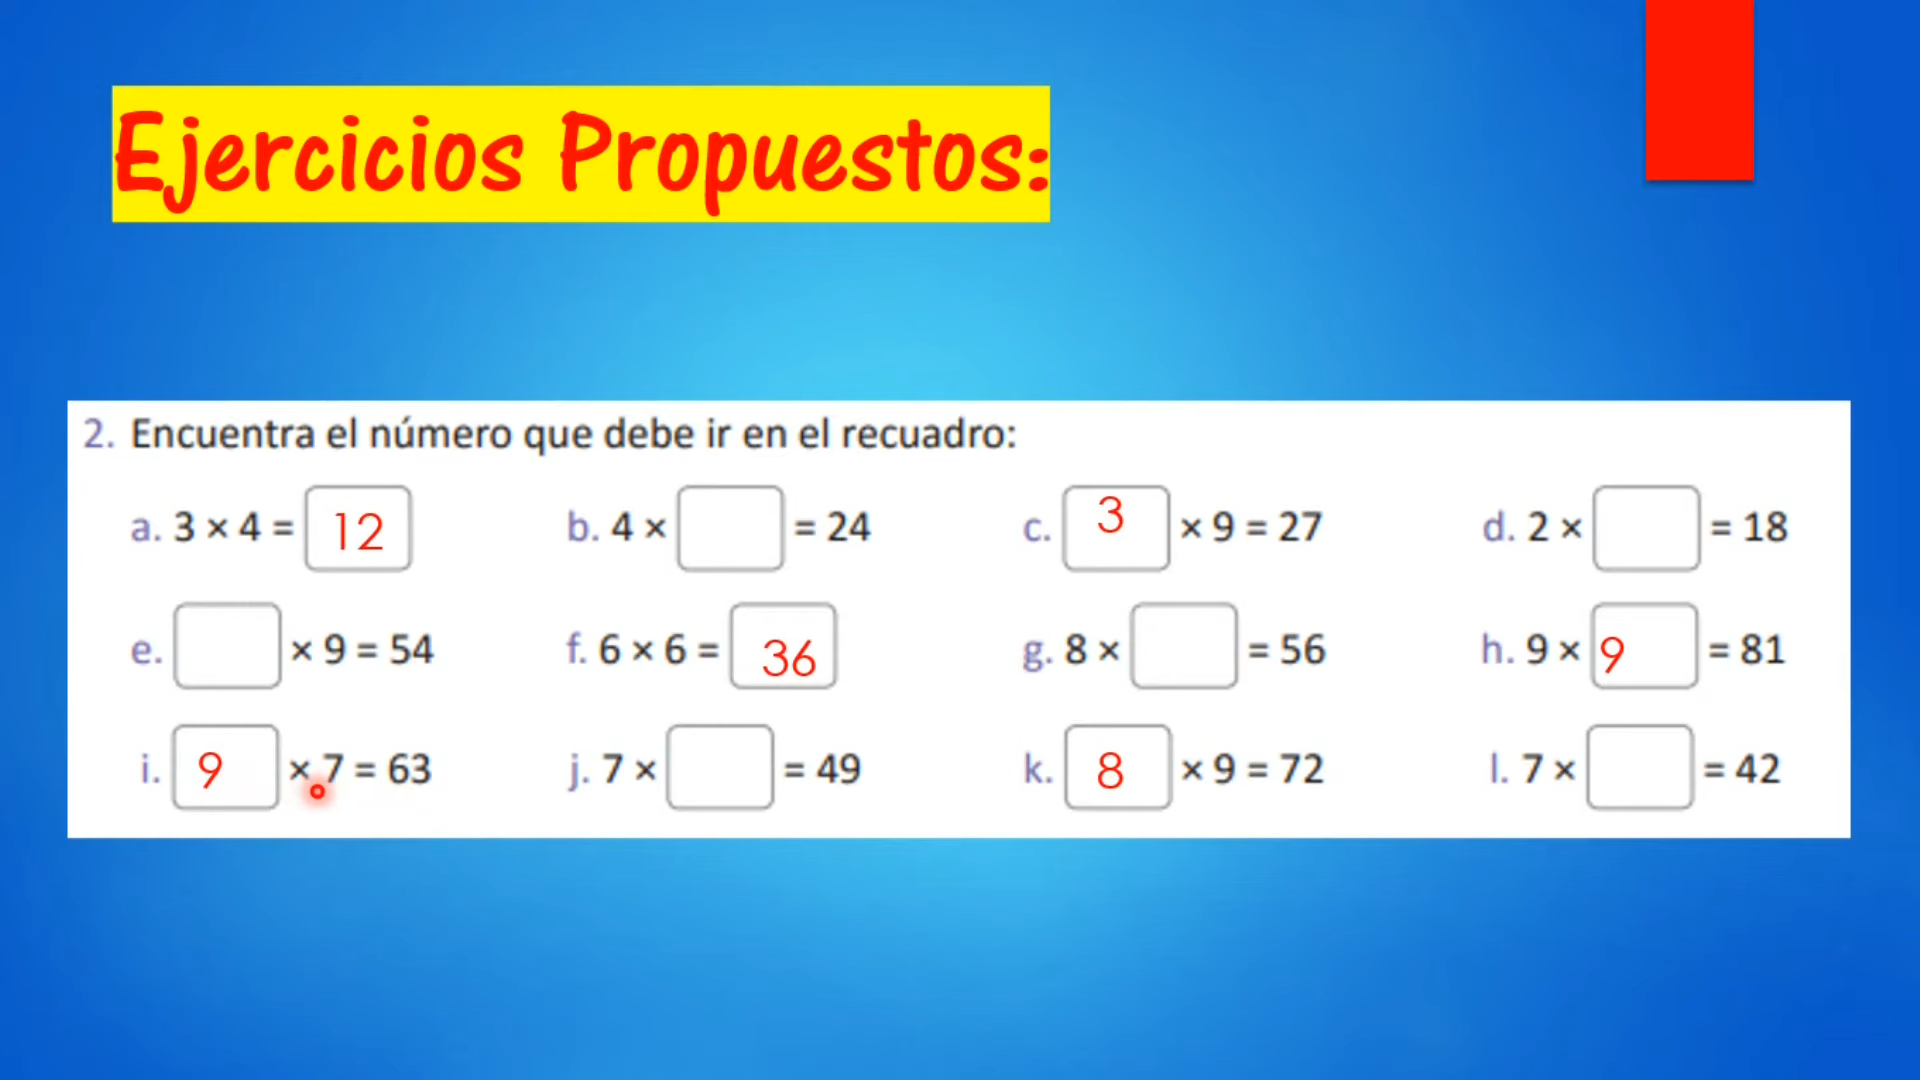 Ejercicios Propuestos:
2. Encuentra el número que debe ir en el recuadro:
a. 3 × 4 = 12 b. 4 × = 24 c. 3 × 9 = 27 d. 2 × = 18
e. × 9 = 54 f. 6 × 6 = 36 g. 8 × = 56 h. 9 × 9 = 81
i. 9 × 7 = 63 j. 7 × = 49 k. 8 × 9 = 72 l. 7 × = 42